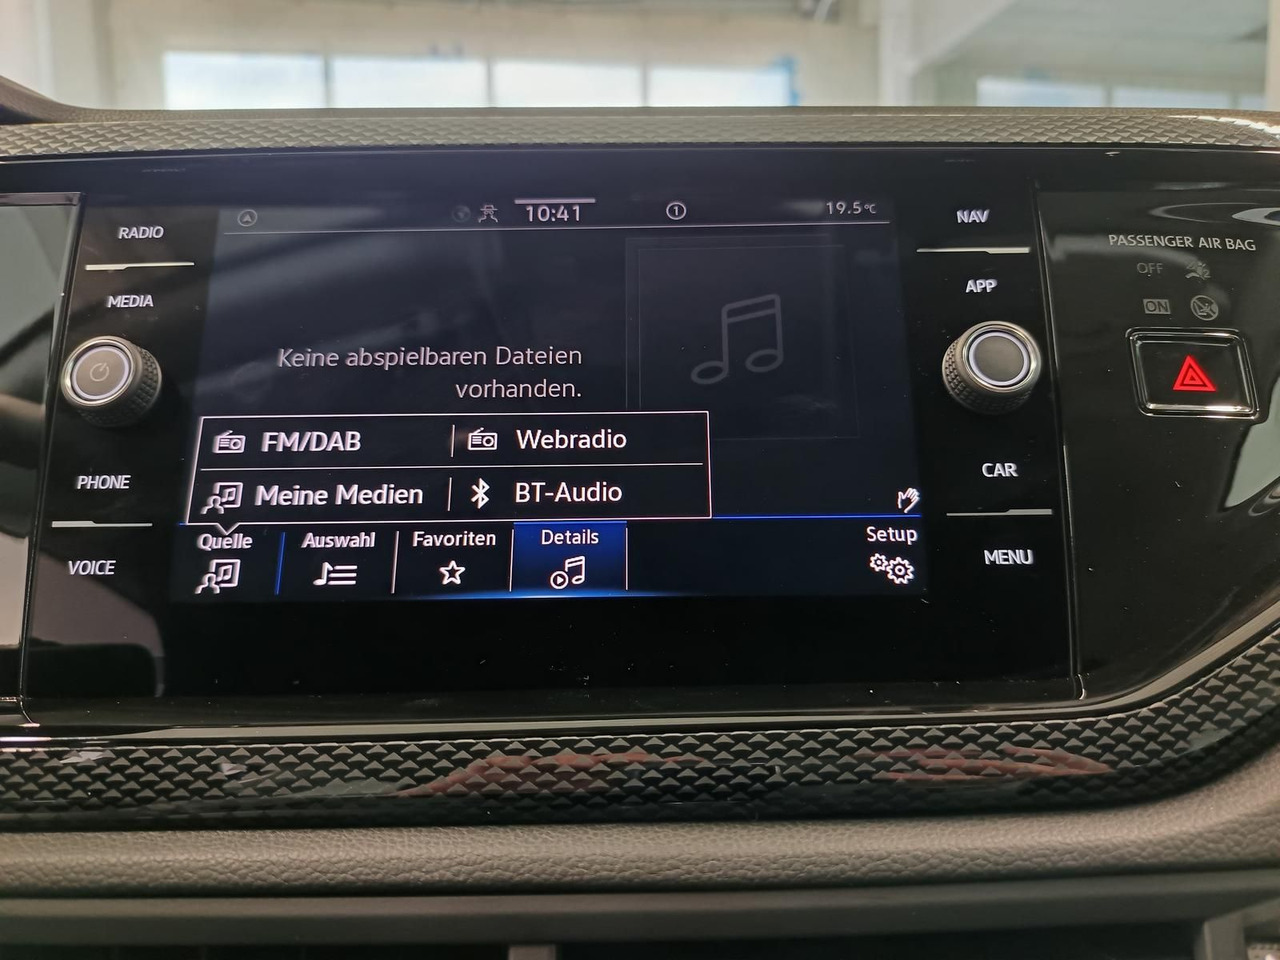 RADIO
MEDIA
PHONE
VOICE
10:41
1
19.5°C
Keine abspielbaren Dateien
vorhanden.
FM/DAB
Webradio
Meine Medien
BT-Audio
Quelle
Auswahl
Favoriten
Details
Setup
NAV
APP
CAR
MENU
PASSENGER AIR BAG
OFF
ON